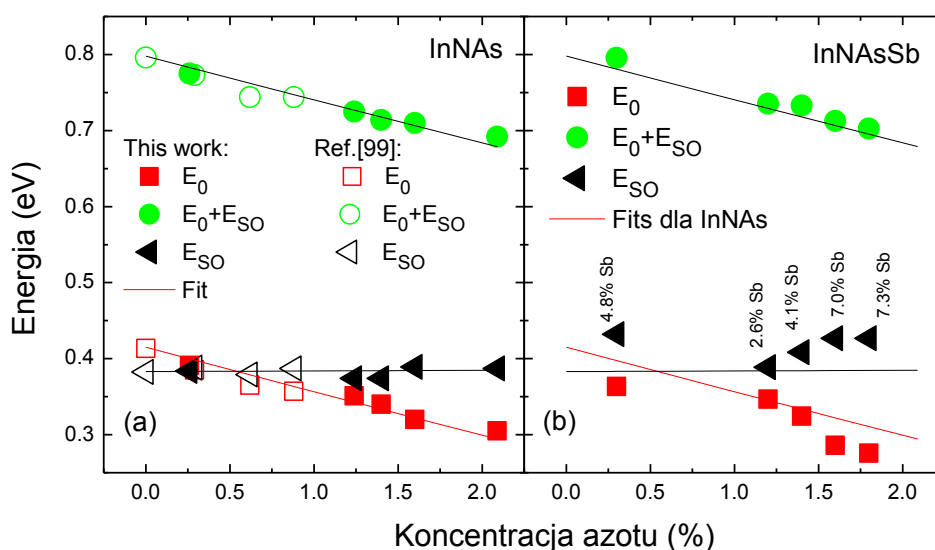 InNAs
This work: Ref.[99]:
E0 E0
E0+ESO E0+ESO
ESO ESO
Fit
(a)
InNAsSb
E0
E0+ESO
ESO
Fits dla InNAs
4.8% Sb
2.6% Sb
4.1% Sb
7.0% Sb
7.3% Sb
(b)
0.8
0.7
0.6
0.5
0.4
0.3
Energia (eV)
0.0 0.5 1.0 1.5 2.0 0.0 0.5 1.0 1.5 2.0
Koncentracja azotu (%)